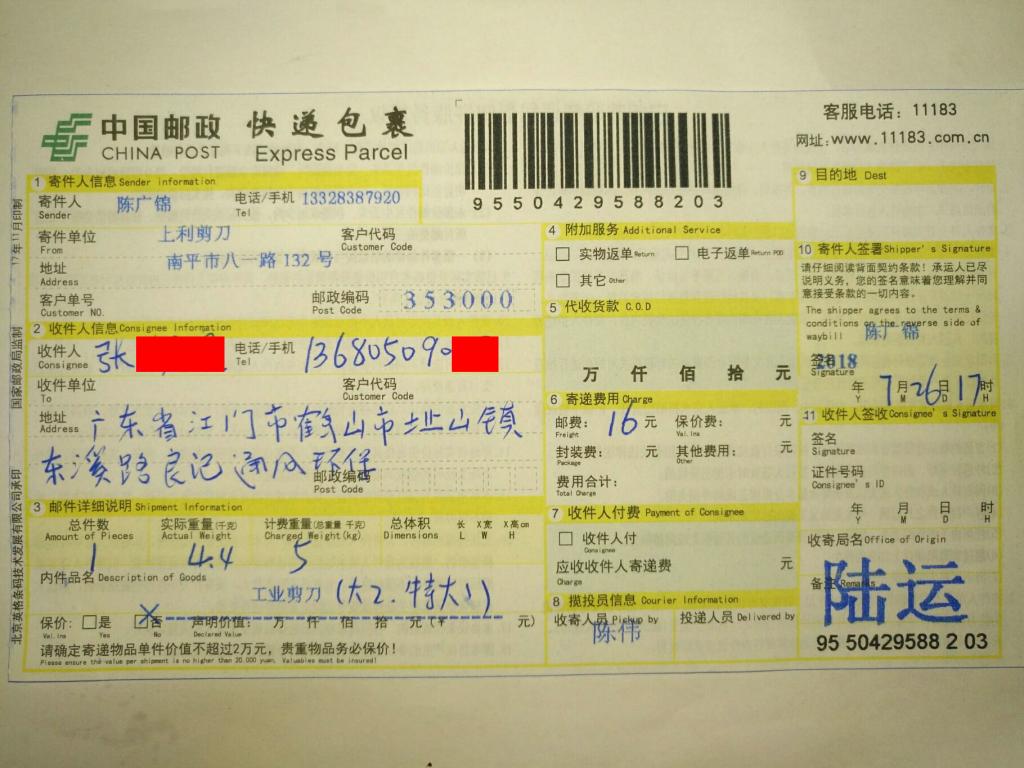 中国邮政 快递包裹
CHINA POST Express Parcel
9550429588203
客服电话：11183
网址：www.11183.com.cn
1 寄件人信息 Sender information
寄件人 陈广锦 电话/手机 13328387920
Sender Tel
寄件单位 上利剪刀 客户代码
From Customer Code
地址 南平市八一路132号
Address
客户单号 邮政编码 353000
Customer NO. Post Code
2 收件人信息 Consignee Information
收件人 张 电话/手机 136805090
Consignee Tel
收件单位 客户代码
To Customer Code
地址 广东省江门市鹤山市址山镇
Address
东溪路良记通风环保
邮政编码
Post Code
3 邮件详细说明 Shipment Information
总件数 实际重量(千克) 计费重量(总重量 千克) 总体积 长 X宽 X高cm
Amount of Pieces Actual Weight Charged Weight(kg) Dimensions L W H
1 4.4 5
内件品名 Description of Goods
工业剪刀 (大2.特大1)
保价： 是 否 声明价值： 万 仟 佰 拾 元 (￥ 元)
Val.ins Yes No Declared Value
请确定寄递物品单件价值不超过2万元，贵重物品务必保价！
Please ensure the value per shipment is no higher than 20.000 yuan. Valuables must be insured!
4 附加服务 Additional Service
实物返单 Return 电子返单 Return POD
其它 Other
5 代收货款 C.O.D
万 仟 佰 拾 元
6 寄递费用 Charge
邮费： 16 元 保价费： 元
Freight Val.ins
封装费： 元 其他费用： 元
Package Other
费用合计： 元
Total Charge
7 收件人付费 Payment of Consignee
收件人付
Consignee
应收收件人寄递费 元
Charge
8 揽投员信息 Courier Information
收寄人员 Pickup by 投递人员 Delivered by
陈伟
9 目的地 Dest
10 寄件人签署 Shipper's Signature
请仔细阅读背面契约条款！承运人已尽
说明义务，您的签名意味着您理解并同
意接受条款的一切内容。
The shipper agrees to the terms &
conditions on the reverse side of
waybill 陈广锦
签名 2018
Signature
年 7 月 26 日 17 时
Y M D H
11 收件人签收 Consignee's Signature
签名
Signature
证件号码
Consignee's ID
年 月 日 时
Y M D H
收寄局名 Office of Origin
备注 Remarks
陆运
95 50429588 2 03
国家邮政局监制
北京英格条码技术发展有限公司承印